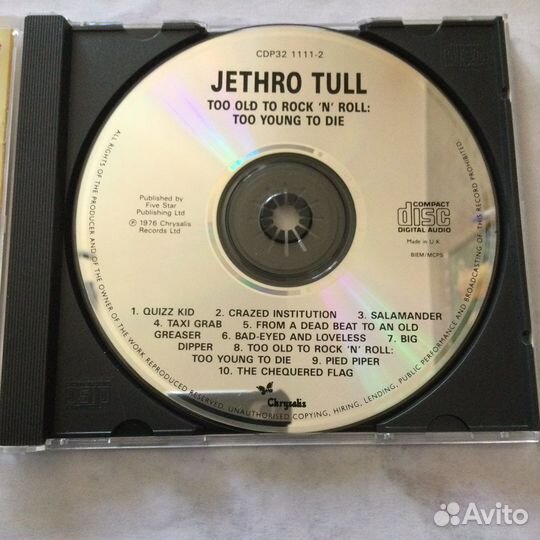 CDP32 1111-2
JETHRO TULL
TOO OLD TO ROCK 'N' ROLL:
TOO YOUNG TO DIE
Published by
Five Star
Publishing Ltd
℗ 1976 Chrysalis
Records Ltd
COMPACT
disc
DIGITAL AUDIO
Made in U.K.
BIEM/MCPS
1. QUIZZ KID 2. CRAZED INSTITUTION 3. SALAMANDER
4. TAXI GRAB 5. FROM A DEAD BEAT TO AN OLD
GREASER 6. BAD-EYED AND LOVELESS 7. BIG
DIPPER 8. TOO OLD TO ROCK 'N' ROLL:
TOO YOUNG TO DIE 9. PIED PIPER
10. THE CHEQUERED FLAG
Chrysalis
ALL RIGHTS OF THE PRODUCER AND OF THE OWNER OF THE WORK REPRODUCED RESERVED. UNAUTHORISED COPYING, HIRING, LENDING, PUBLIC PERFORMANCE AND BROADCASTING OF THIS RECORD PROHIBITED.
Avito